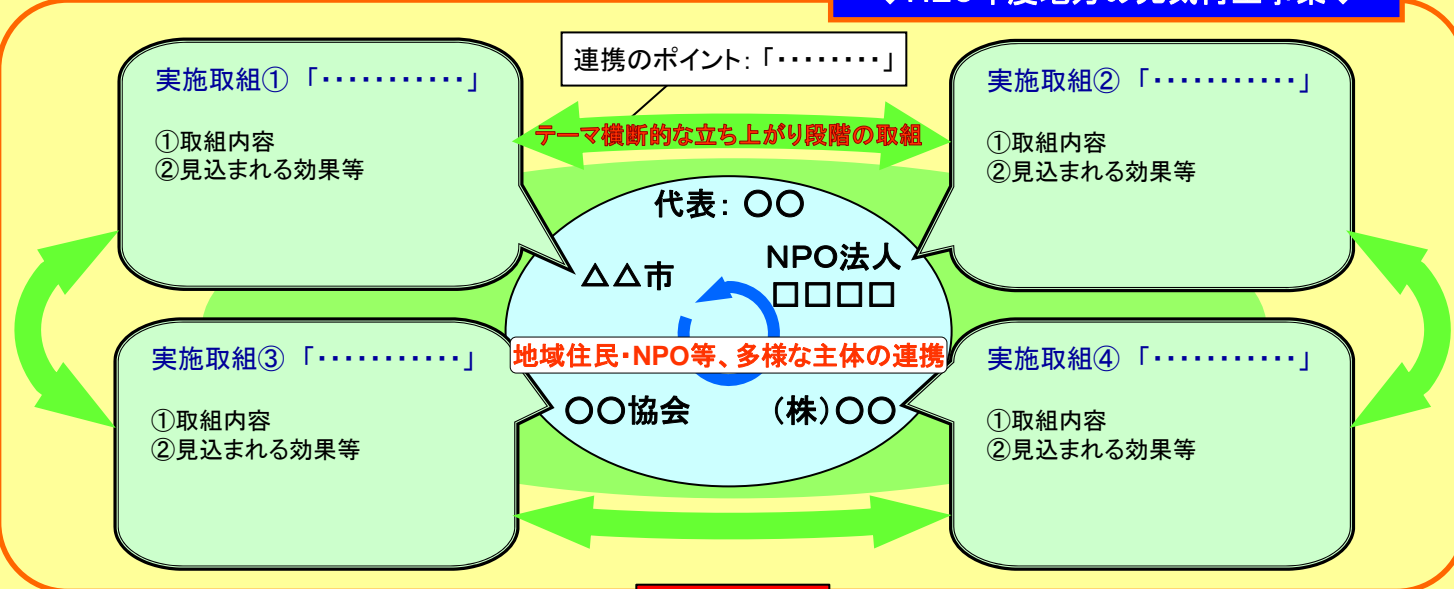 実施取組① 「・・・・・・・・・・・」
①取組内容
②見込まれる効果等
連携のポイント：「・・・・・・・・」
テーマ横断的な立ち上がり段階の取組
実施取組② 「・・・・・・・・・・・」
①取組内容
②見込まれる効果等
代表：〇〇
△△市
NPO法人
□□□□
地域住民・NPO等、多様な主体の連携
〇〇協会
（株）〇〇
実施取組③ 「・・・・・・・・・・・」
①取組内容
②見込まれる効果等
実施取組④ 「・・・・・・・・・・・」
①取組内容
②見込まれる効果等